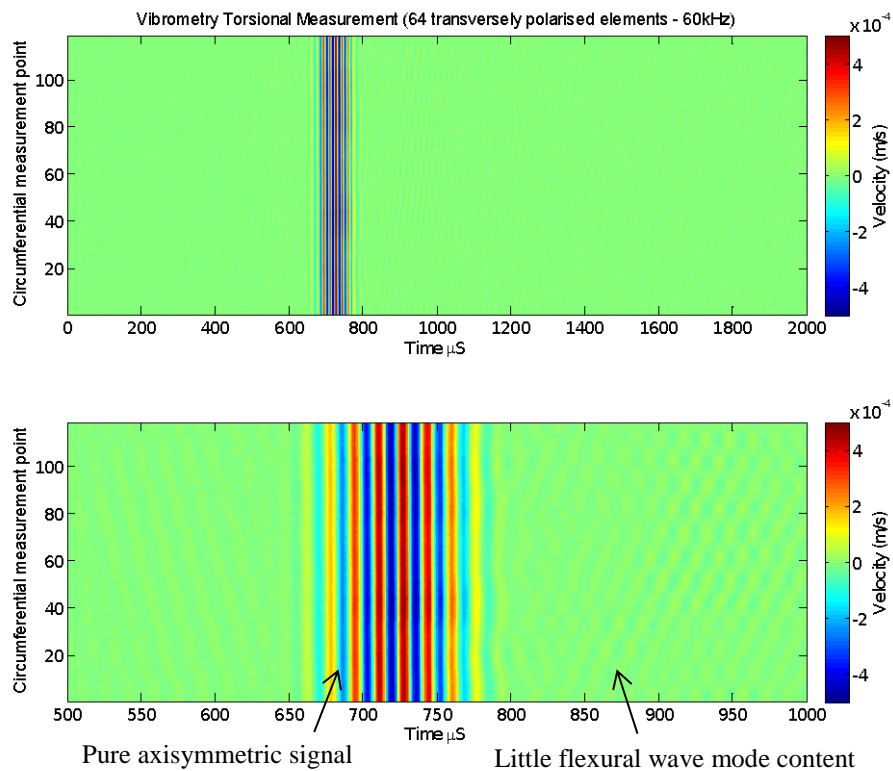 Vibrometry Torsional Measurement (64 transversely polarised elements - 60kHz)
x10-4
100
80
60
40
20
Circumferential measurement point
0 200 400 600 800 1000 1200 1400 1600 1800 2000
Time μS
4
2
0
-2
-4
Velocity (m/s)
x10-4
100
80
60
40
20
Circumferential measurement point
500 550 600 650 700 750 800 850 900 950 1000
Time μS
4
2
0
-2
-4
Velocity (m/s)
Pure axisymmetric signal
Little flexural wave mode content